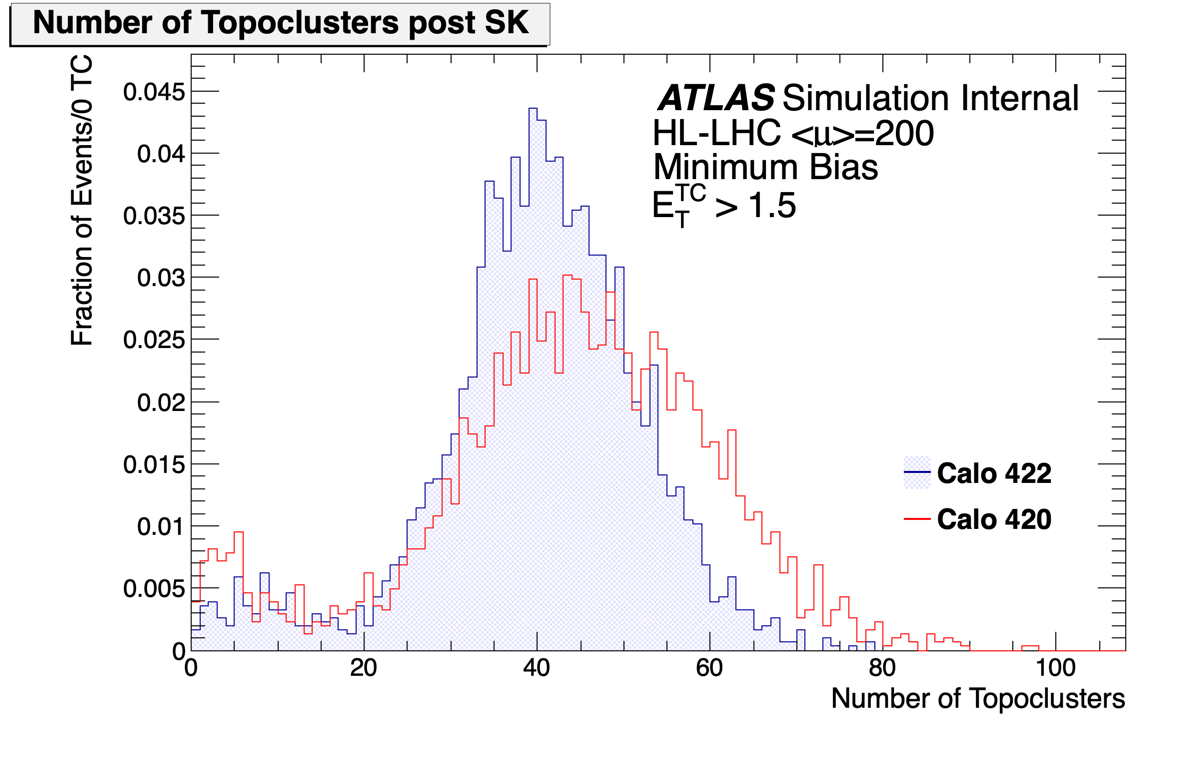 Number of Topoclusters post SK
Fraction of Events/0 TC
0.045
0.04
0.035
0.03
0.025
0.02
0.015
0.01
0.005
0
ATLAS Simulation Internal
HL-LHC <μ>=200
Minimum Bias
E_T^TC > 1.5
Calo 422
Calo 420
0 20 40 60 80 100
Number of Topoclusters